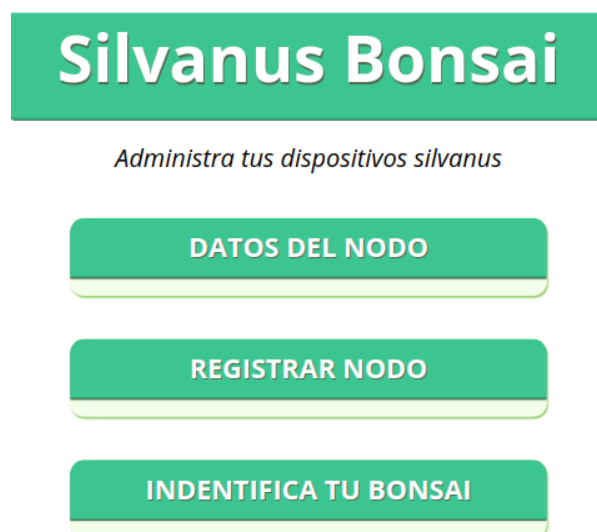 Silvanus Bonsai
Administra tus dispositivos silvanus
DATOS DEL NODO
REGISTRAR NODO
INDENTIFICA TU BONSAI